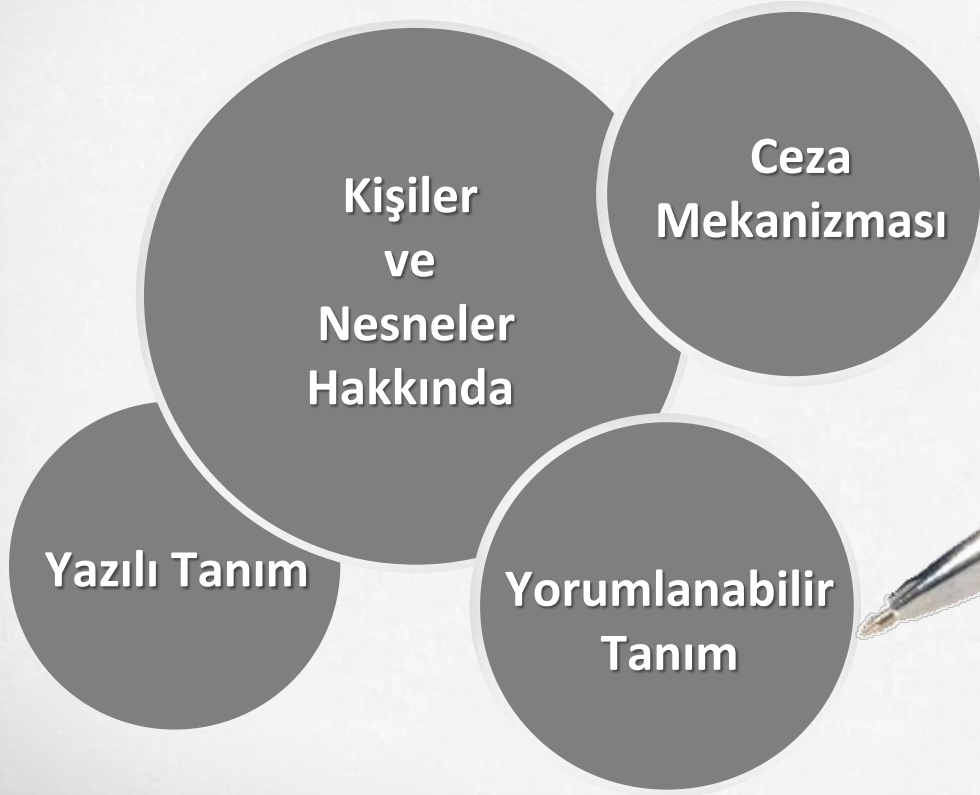 Kişiler
ve
Nesneler
Hakkında
Ceza
Mekanizması
Yazılı Tanım
Yorumlanabilir
Tanım